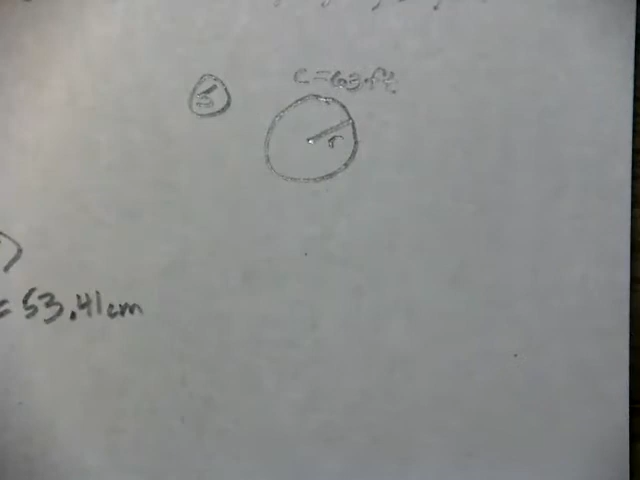 C = 63 ft
5
r
)
= 53.41cm